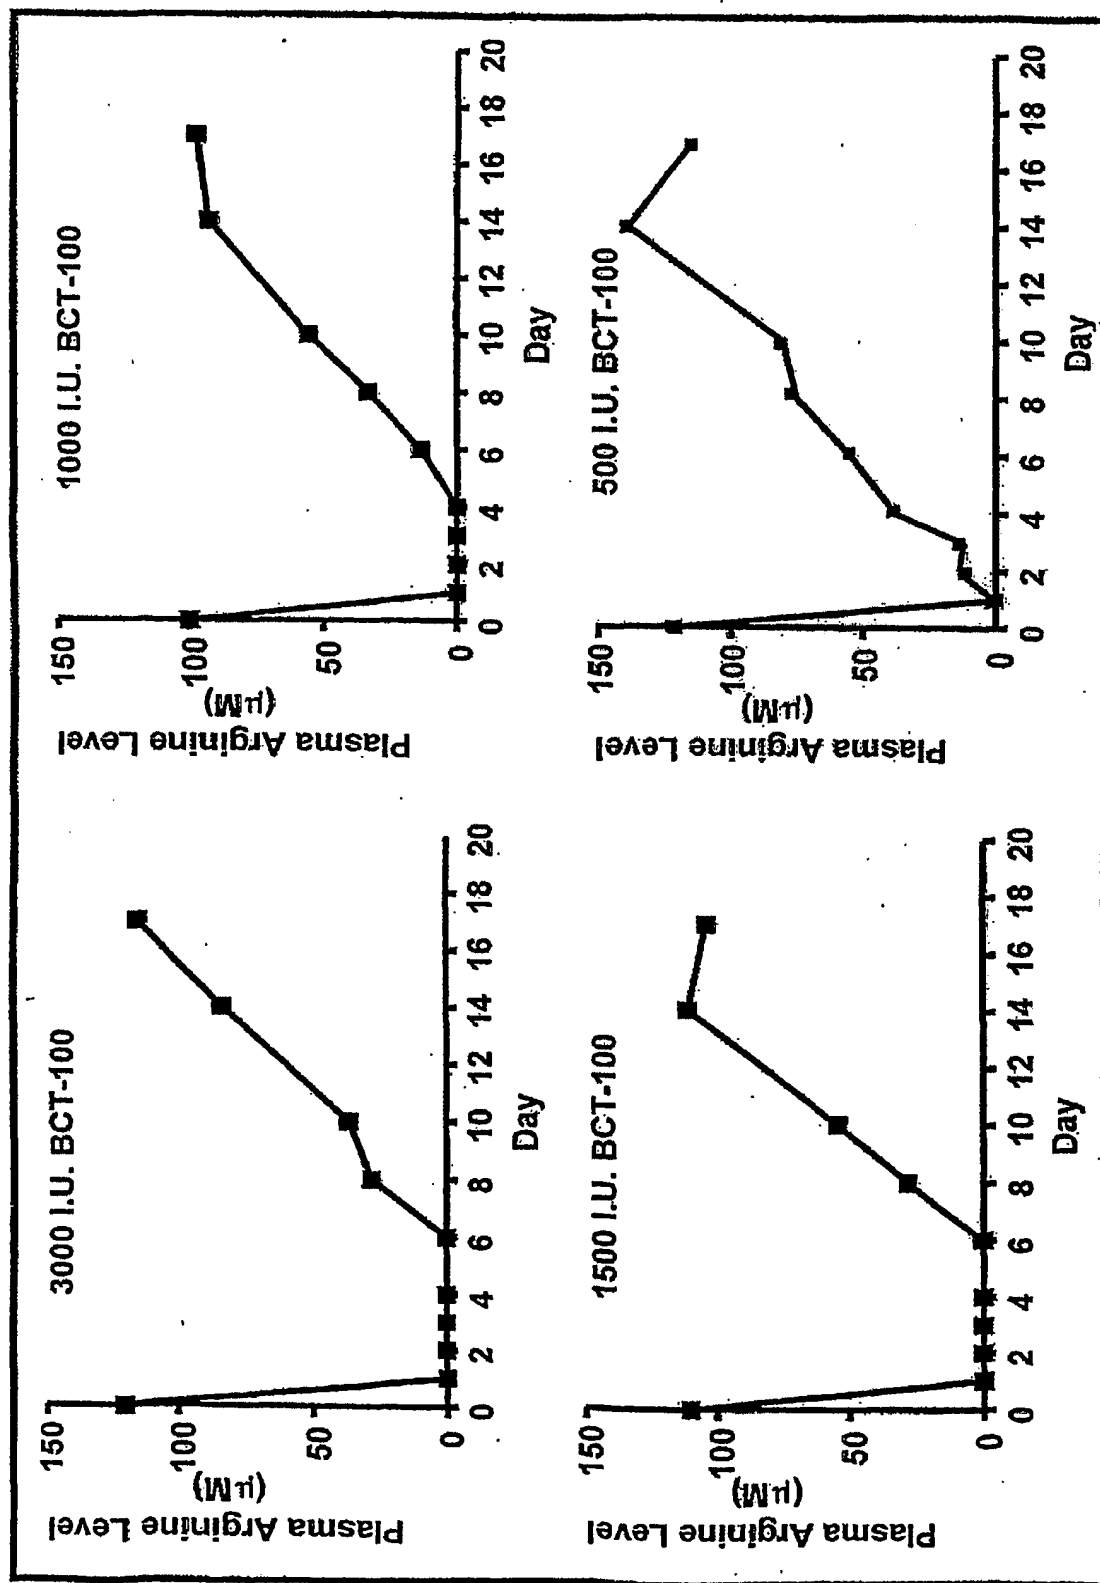 3000 I.U. BCT-100
Plasma Arginine Level
(µM)
150
100
50
0
0 2 4 6 8 10 12 14 16 18 20
Day
1000 I.U. BCT-100
Plasma Arginine Level
(µM)
150
100
50
0
0 2 4 6 8 10 12 14 16 18 20
Day
1500 I.U. BCT-100
Plasma Arginine Level
(µM)
150
100
50
0
0 2 4 6 8 10 12 14 16 18 20
Day
500 I.U. BCT-100
Plasma Arginine Level
(µM)
150
100
50
0
0 2 4 6 8 10 12 14 16 18 20
Day